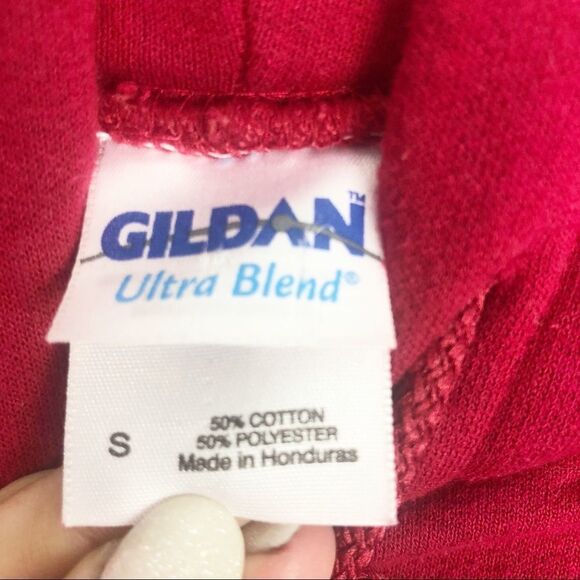 GILDAN™
Ultra Blend®
S
50% COTTON
50% POLYESTER
Made in Honduras